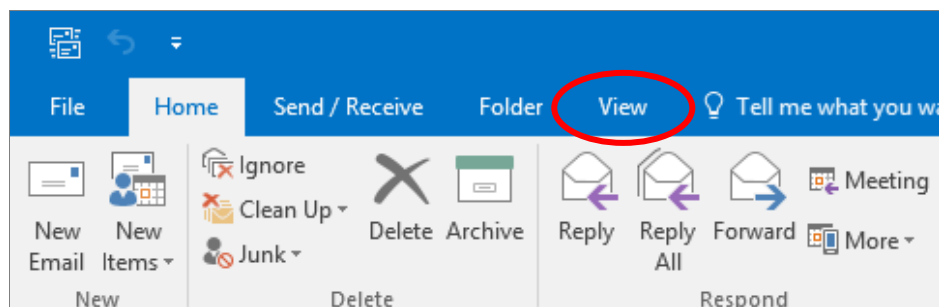 File Home Send / Receive Folder View Tell me what you wa
New Email
New Items
Ignore
Clean Up
Junk
Delete
Archive
Reply
Reply All
Forward
Meeting
More
New Delete Respond